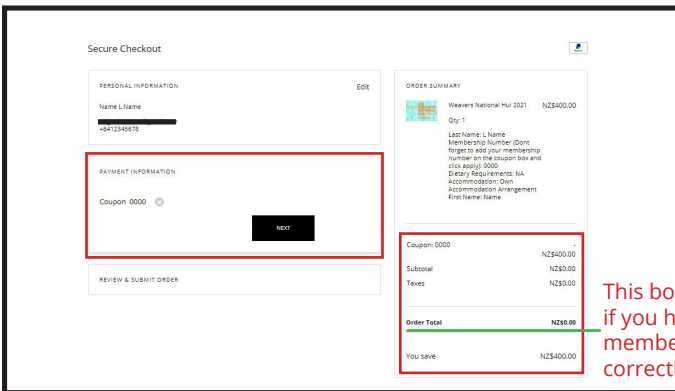 Secure Checkout
PayPal
PERSONAL INFORMATION
Edit
Name L Name
+6412345678
PAYMENT INFORMATION
Coupon 0000
NEXT
REVIEW & SUBMIT ORDER
ORDER SUMMARY
Weavers National Hui 2021 NZ$400.00
Qty: 1
Last Name: L Name
Membership Number (Dont
forget to add your membership
number on the coupon box and
click apply): 0000
Dietary Requirements: NA
Accommodation: Own
Accommodation Arrangement
First Name: Name
Coupon: 0000 -
NZ$400.00
Subtotal NZ$0.00
Taxes NZ$0.00
Order Total NZ$0.00
You save NZ$400.00
This bo
if you h
membe
correctl